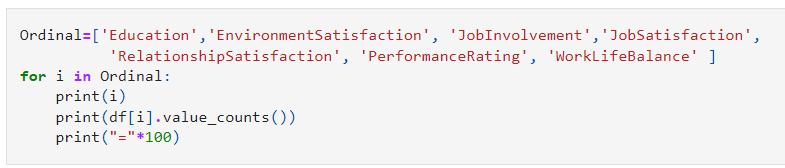 Ordinal=['Education','EnvironmentSatisfaction', 'JobInvolvement','JobSatisfaction',
          'RelationshipSatisfaction', 'PerformanceRating', 'WorkLifeBalance' ]
for i in Ordinal:
    print(i)
    print(df[i].value_counts())
    print("="*100)